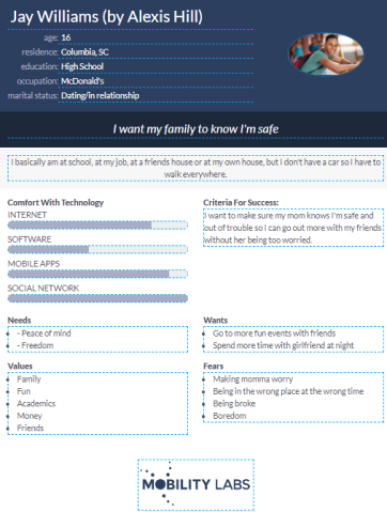 Jay Williams (by Alexis Hill)
age: 16
residence: Columbia, SC
education: High School
occupation: McDonald's
marital status: Dating/in relationship
I want my family to know I'm safe
I basically am at school, at my job, at a friends house or at my own house, but I don't have a car so I have to
walk everywhere.
Comfort With Technology
INTERNET
SOFTWARE
MOBILE APPS
SOCIAL NETWORK
Criteria For Success:
I want to make sure my mom knows I'm safe and
out of trouble so I can go out more with my friends
without her being too worried.
Needs
- Peace of mind
- Freedom
Wants
Go to more fun events with friends
Spend more time with girlfriend at night
Values
Family
Fun
Academics
Money
Friends
Fears
Making momma worry
Being in the wrong place at the wrong time
Being broke
Boredom
MOBILITY LABS